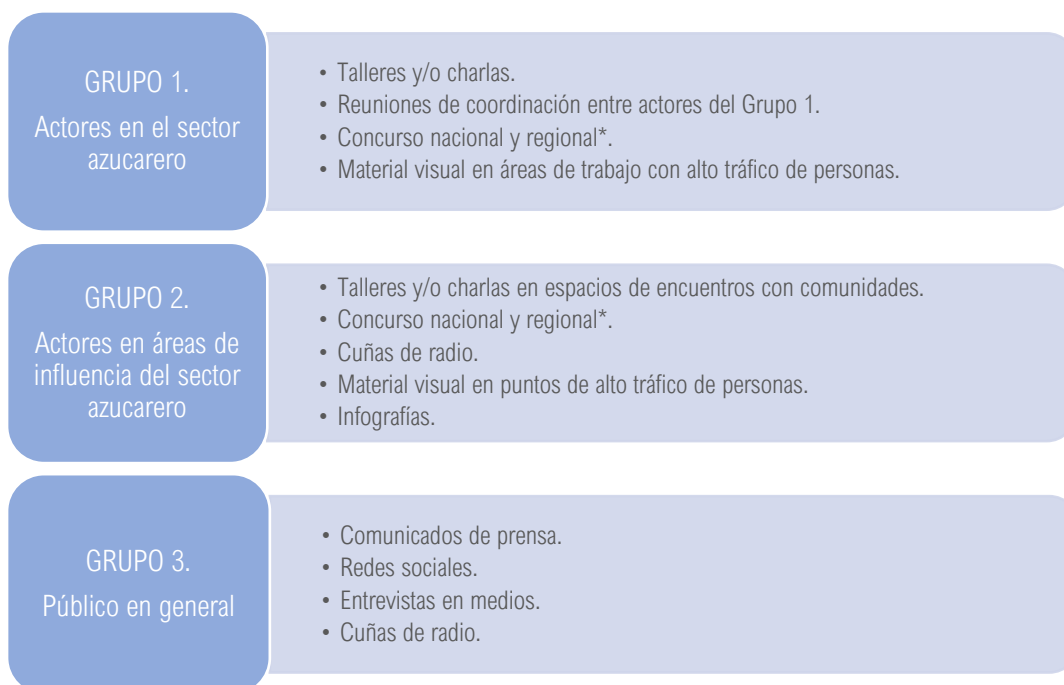 GRUPO 1.
Actores en el sector
azucarero
• Talleres y/o charlas.
• Reuniones de coordinación entre actores del Grupo 1.
• Concurso nacional y regional*.
• Material visual en áreas de trabajo con alto tráfico de personas.
GRUPO 2.
Actores en áreas de
influencia del sector
azucarero
• Talleres y/o charlas en espacios de encuentros con comunidades.
• Concurso nacional y regional*.
• Cuñas de radio.
• Material visual en puntos de alto tráfico de personas.
• Infografías.
GRUPO 3.
Público en general
• Comunicados de prensa.
• Redes sociales.
• Entrevistas en medios.
• Cuñas de radio.